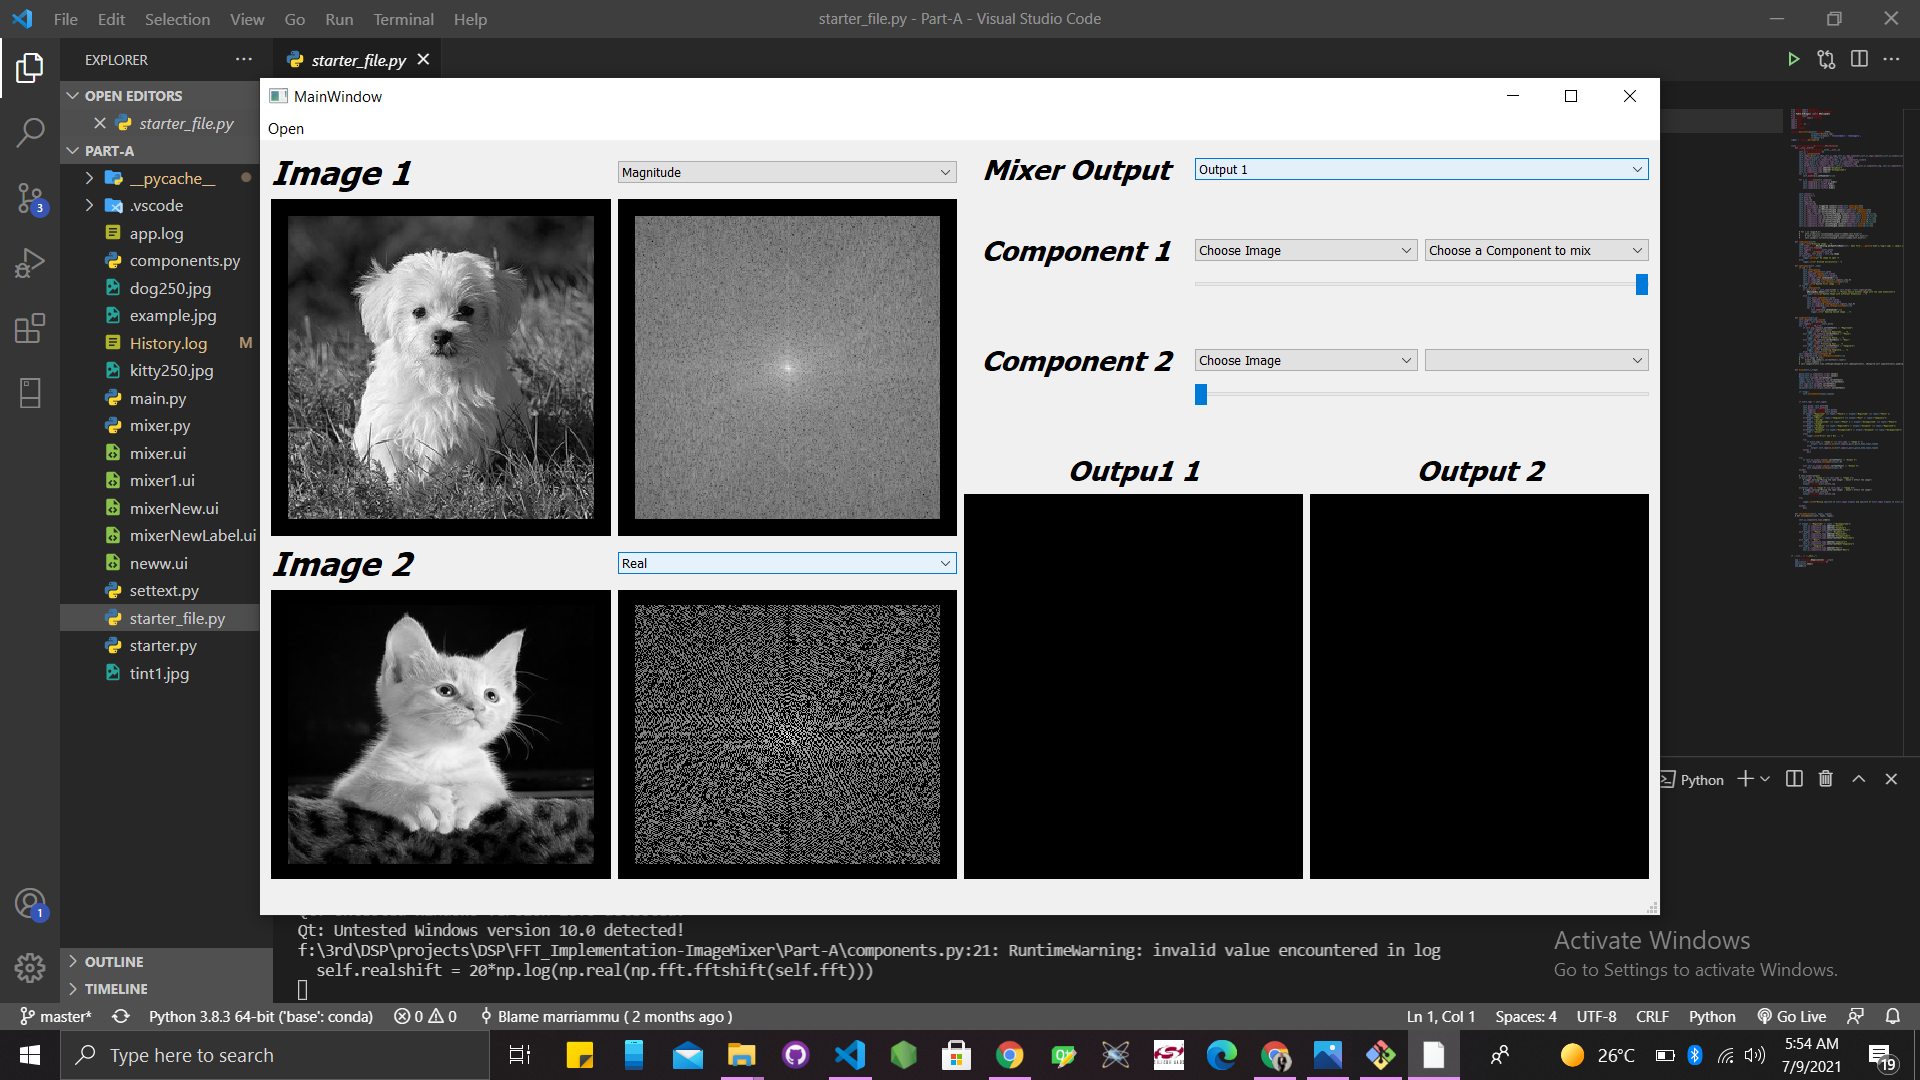 File Edit Selection View Go Run Terminal Help
starter_file.py - Part-A - Visual Studio Code
EXPLORER
starter_file.py
OPEN EDITORS
starter_file.py
PART-A
__pycache__
.vscode
app.log
components.py
dog250.jpg
example.jpg
History.log M
kitty250.jpg
main.py
mixer.py
mixer.ui
mixer1.ui
mixerNew.ui
mixerNewLabel.ui
neww.ui
settext.py
starter_file.py
starter.py
tint1.jpg
OUTLINE
TIMELINE
3
1
MainWindow
Open
Image 1
Magnitude
Mixer Output
Output 1
Component 1
Choose Image
Choose a Component to mix
Component 2
Choose Image
Outpu1 1
Output 2
Image 2
Real
Python
Qt: Untested Windows version 10.0 detected!
f:\3rd\DSP\projects\DSP\FFT_Implementation-ImageMixer\Part-A\components.py:21: RuntimeWarning: invalid value encountered in log
self.realshift = 20*np.log(np.real(np.fft.fftshift(self.fft)))
Activate Windows
Go to Settings to activate Windows.
master* Python 3.8.3 64-bit ('base': conda) 0 0 Blame marriammu ( 2 months ago ) Ln 1, Col 1 Spaces: 4 UTF-8 CRLF Python Go Live
Type here to search
26°C
5:54 AM
7/9/2021
19